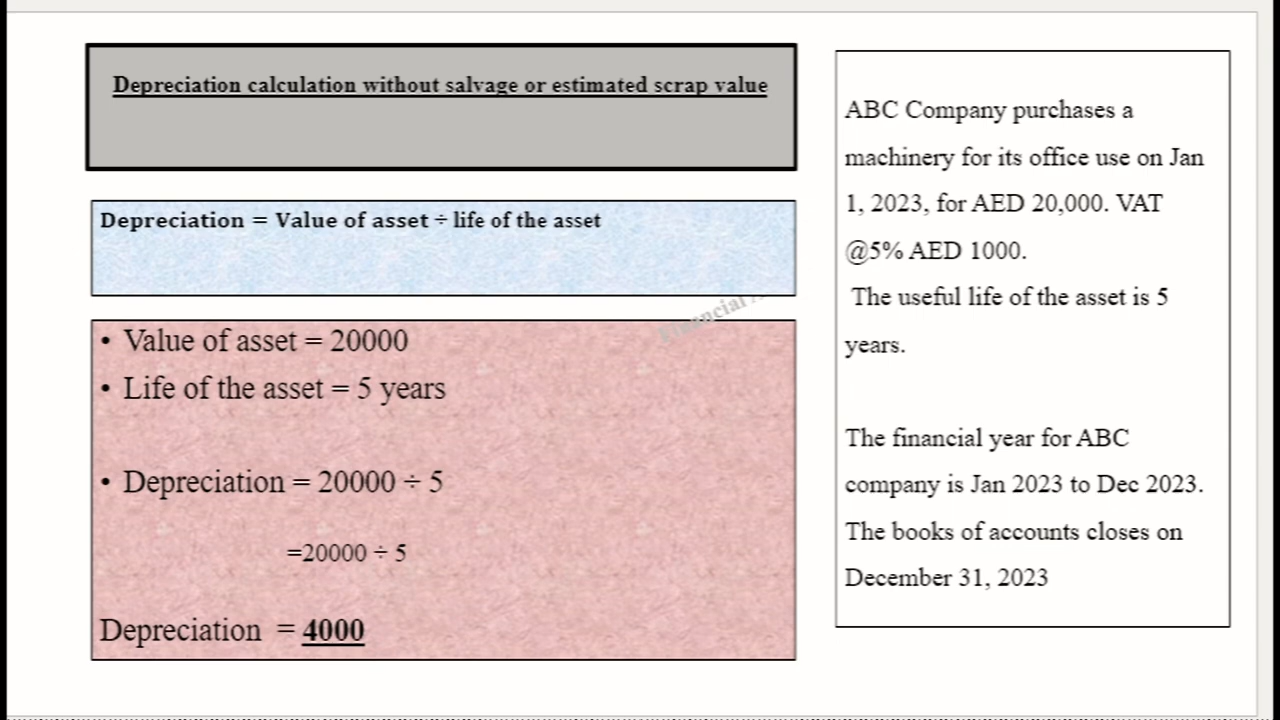 Depreciation calculation without salvage or estimated scrap value
Depreciation = Value of asset ÷ life of the asset
Financial
• Value of asset = 20000
• Life of the asset = 5 years
• Depreciation = 20000 ÷ 5
=20000 ÷ 5
Depreciation = 4000
ABC Company purchases a
machinery for its office use on Jan
1, 2023, for AED 20,000. VAT
@5% AED 1000.
The useful life of the asset is 5
years.
The financial year for ABC
company is Jan 2023 to Dec 2023.
The books of accounts closes on
December 31, 2023